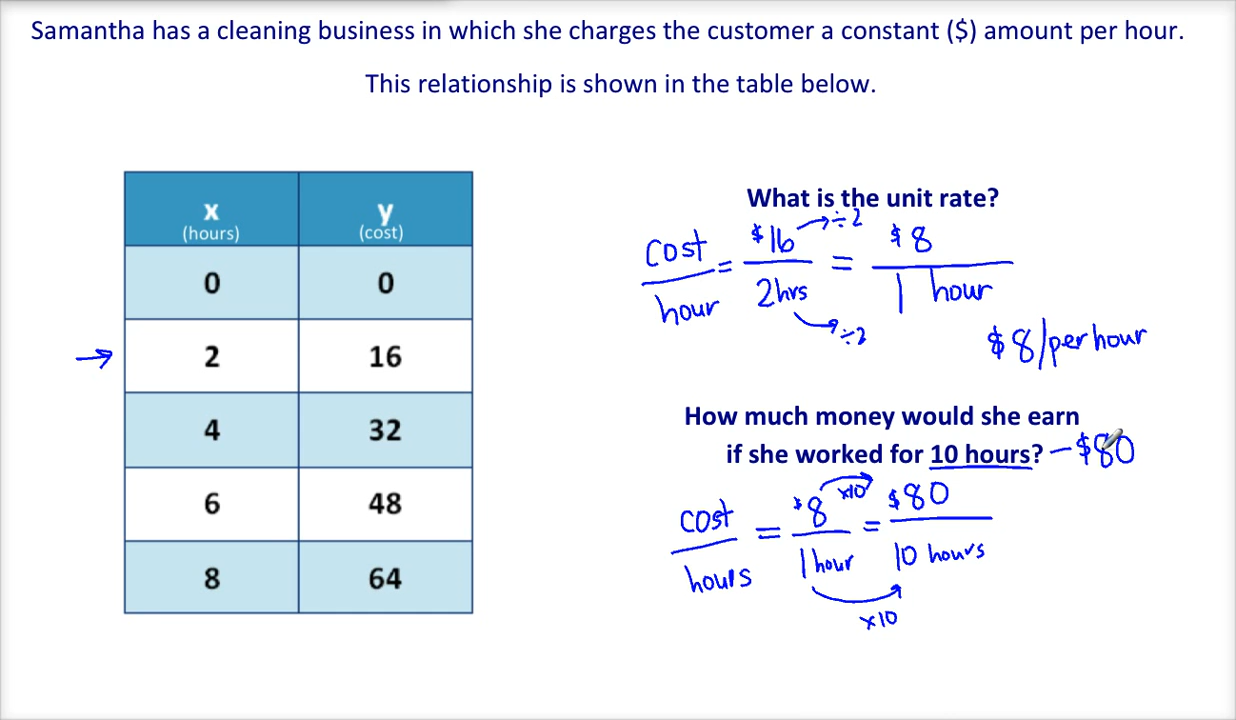 Samantha has a cleaning business in which she charges the customer a constant ($) amount per hour.
This relationship is shown in the table below.
x y
(hours) (cost)
0 0
2 16
4 32
6 48
8 64
What is the unit rate?
cost/hour = $16/2hrs = $8/1 hour
÷2
÷2
$8/per hour
How much money would she earn
if she worked for 10 hours? - $80
cost/hours = $8/1 hour = $80/10 hours
x10
x10